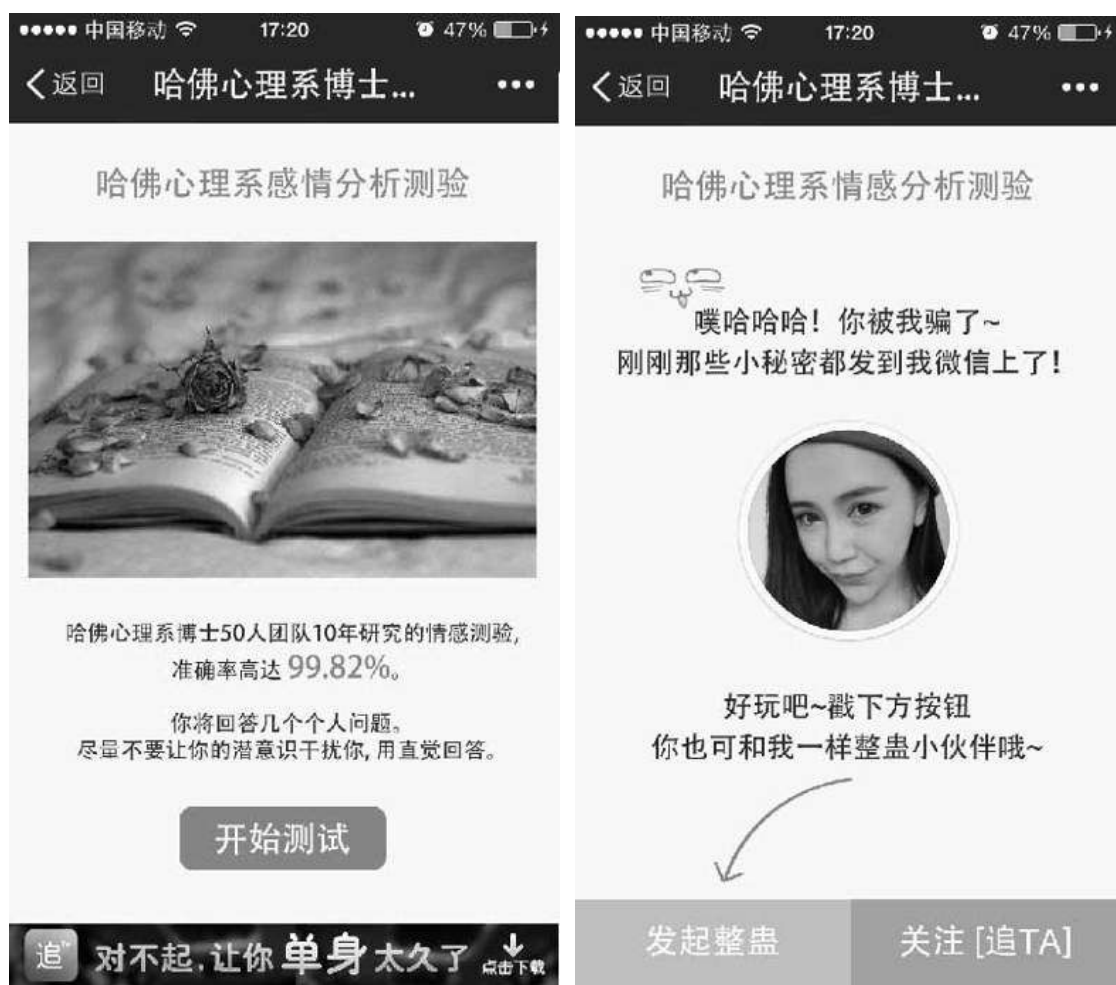 中国移动 17:20 47%
返回 哈佛心理系博士...
哈佛心理系感情分析测验
哈佛心理系博士50人团队10年研究的情感测验,
准确率高达 99.82%。
你将回答几个个人问题。
尽量不要让你的潜意识干扰你, 用直觉回答。
开始测试
追 对不起,让你单身太久了 点击下载
中国移动 17:20 47%
返回 哈佛心理系博士...
哈佛心理系情感分析测验
噗哈哈哈！你被我骗了~
刚刚那些小秘密都发到我微信上了！
好玩吧~戳下方按钮
你也可和我一样整蛊小伙伴哦~
发起整蛊 关注 [追TA]